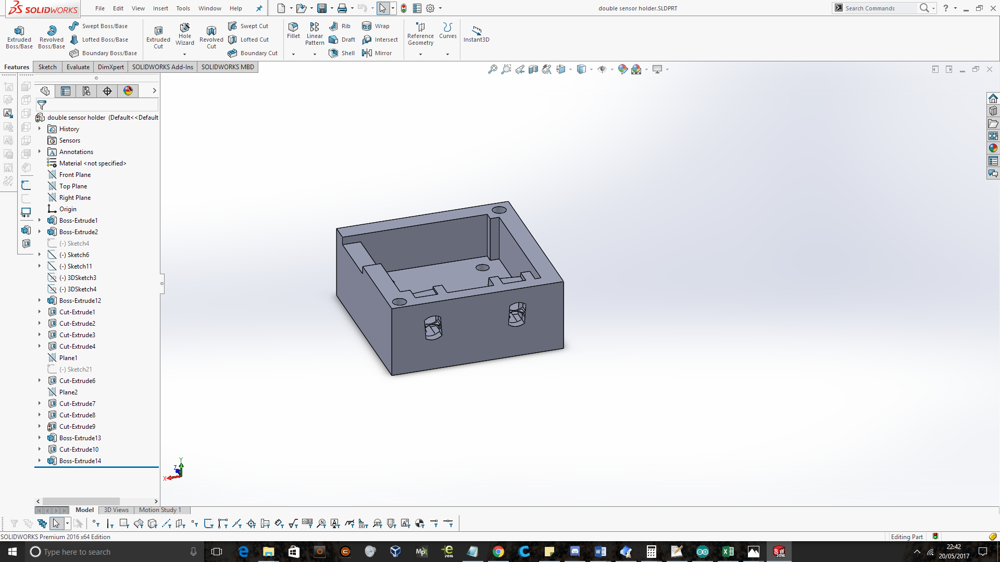 SOLIDWORKS
File Edit View Insert Tools Window Help
double sensor holder.SLDPRT
Search Commands
?
Extruded Boss/Base
Revolved Boss/Base
Swept Boss/Base
Lofted Boss/Base
Boundary Boss/Base
Extruded Cut
Hole Wizard
Revolved Cut
Swept Cut
Lofted Cut
Boundary Cut
Fillet
Linear Pattern
Rib
Draft
Shell
Wrap
Intersect
Mirror
Reference Geometry
Curves
Instant3D
Features Sketch Evaluate DimXpert SOLIDWORKS Add-Ins SOLIDWORKS MBD
double sensor holder (Default<<Default
History
Sensors
Annotations
Material <not specified>
Front Plane
Top Plane
Right Plane
Origin
Boss-Extrude1
Boss-Extrude2
(-) Sketch4
(-) Sketch6
(-) Sketch11
(-) 3DSketch3
(-) 3DSketch4
Boss-Extrude12
Cut-Extrude1
Cut-Extrude2
Cut-Extrude3
Cut-Extrude4
Plane1
(-) Sketch21
Cut-Extrude6
Plane2
Cut-Extrude7
Cut-Extrude8
Cut-Extrude9
Boss-Extrude13
Cut-Extrude10
Boss-Extrude14
Y
Z
X
Model 3D Views Motion Study 1
SOLIDWORKS Premium 2016 x64 Edition
Editing Part
Type here to search
22:42
20/05/2017